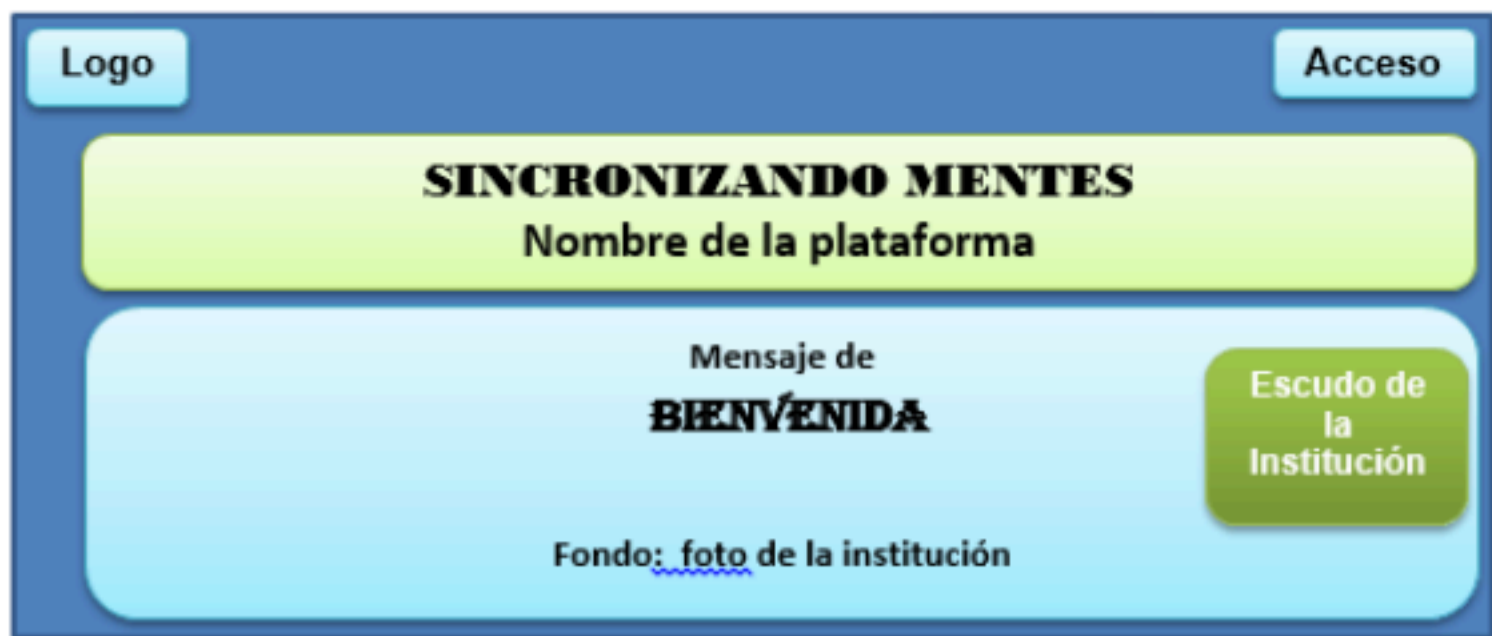 Logo
Acceso
SINCRONIZANDO MENTES
Nombre de la plataforma
Mensaje de
BIENVENIDA
Escudo de
la
Institución
Fondo: foto de la institución